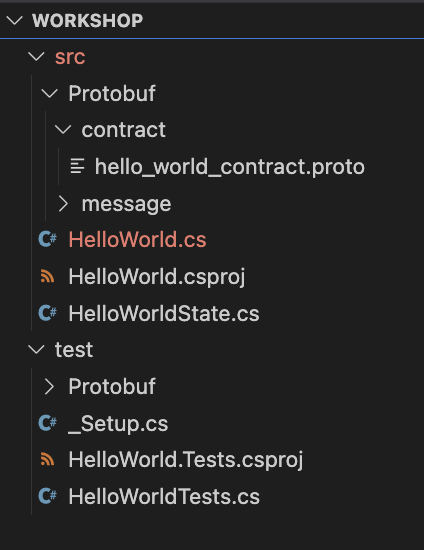 WORKSHOP
src
Protobuf
contract
hello_world_contract.proto
message
C# HelloWorld.cs
HelloWorld.csproj
C# HelloWorldState.cs
test
Protobuf
C# _Setup.cs
HelloWorld.Tests.csproj
C# HelloWorldTests.cs